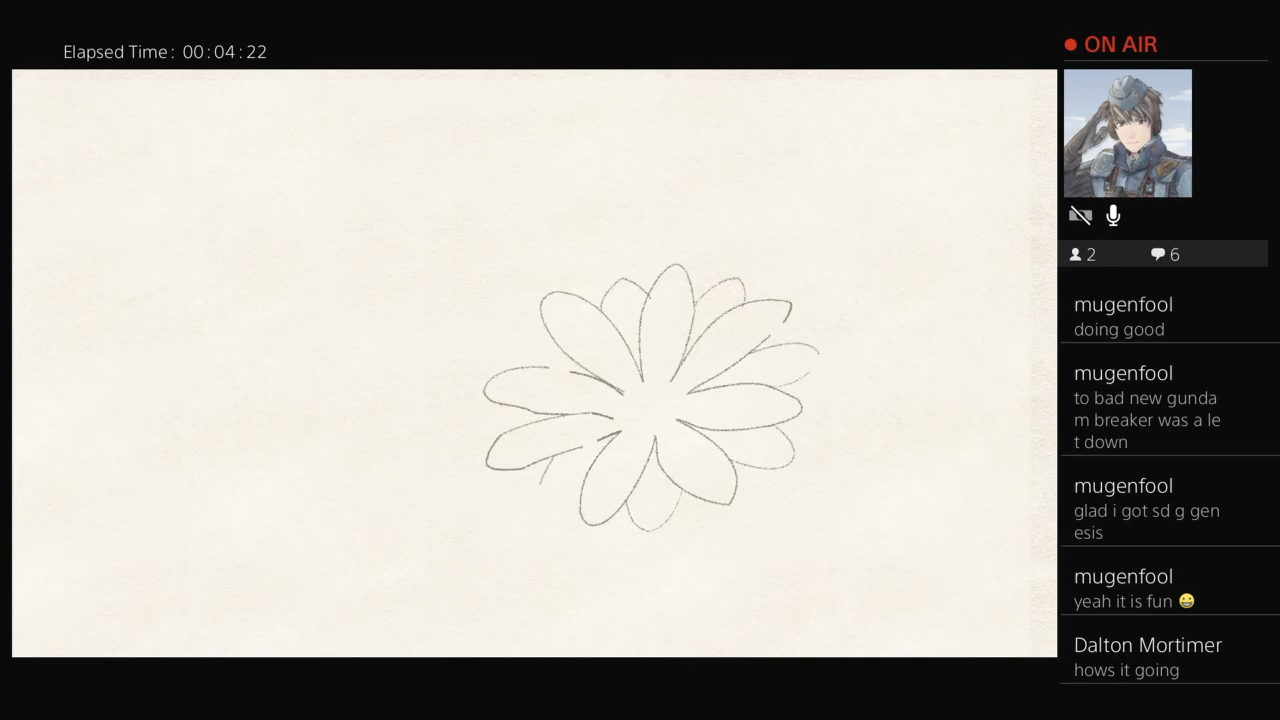 Elapsed Time: 00:04:22
ON AIR
2
6
mugenfool
doing good
mugenfool
to bad new gunda
m breaker was a le
t down
mugenfool
glad i got sd g gen
esis
mugenfool
yeah it is fun 😀
Dalton Mortimer
hows it going